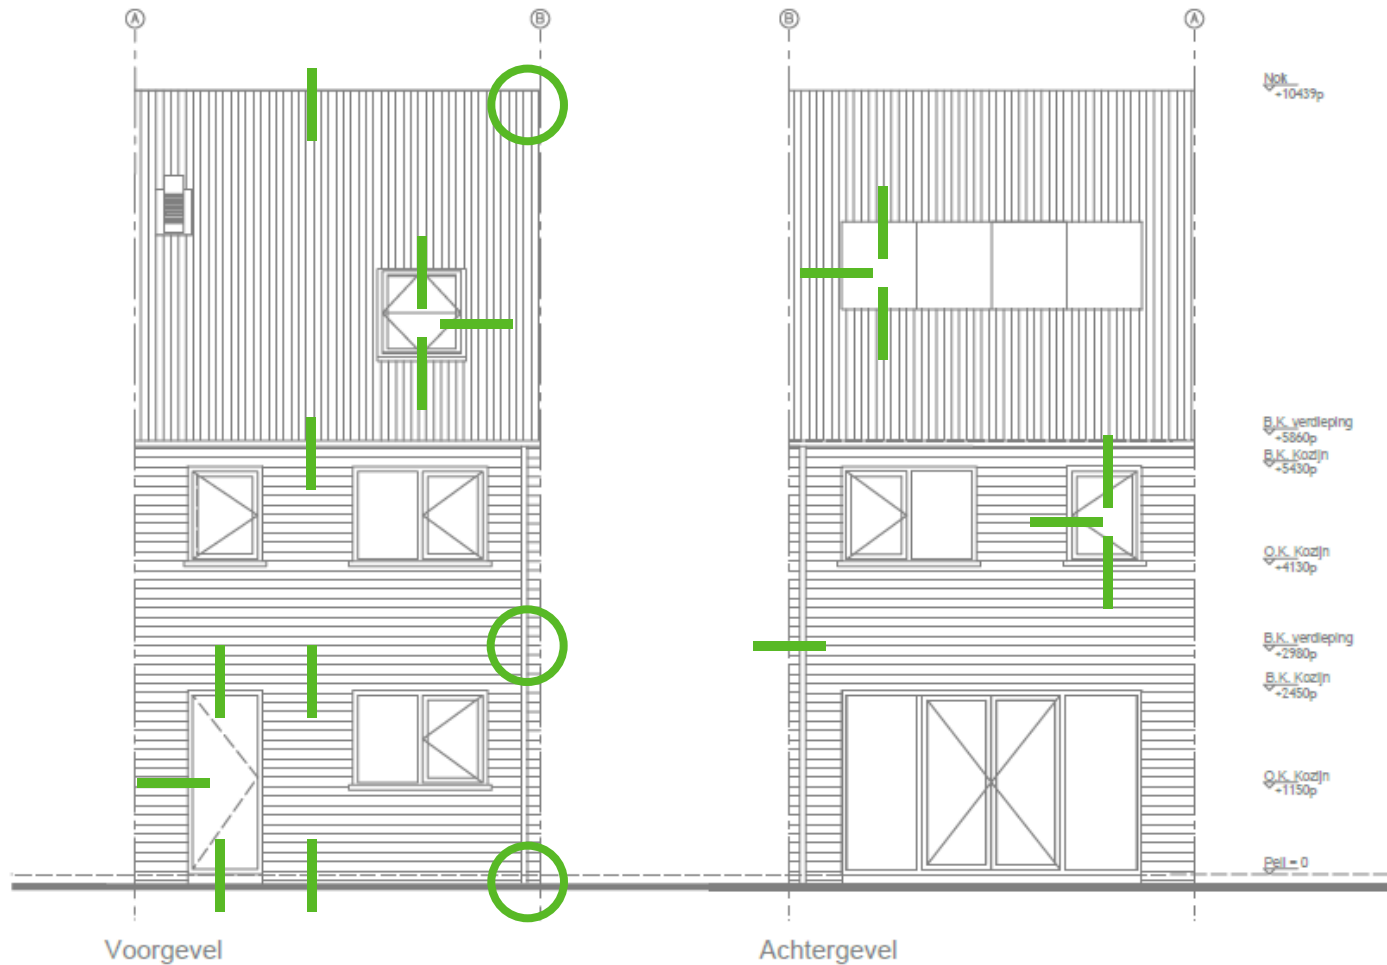 A B B A
Nok
+10439p
B.K. verdieping
+5860p
B.K. Kozijn
+5430p
O.K. Kozijn
+4130p
B.K. verdieping
+2980p
B.K. Kozijn
+2450p
O.K. Kozijn
+1150p
Peil = 0
Voorgevel Achtergevel